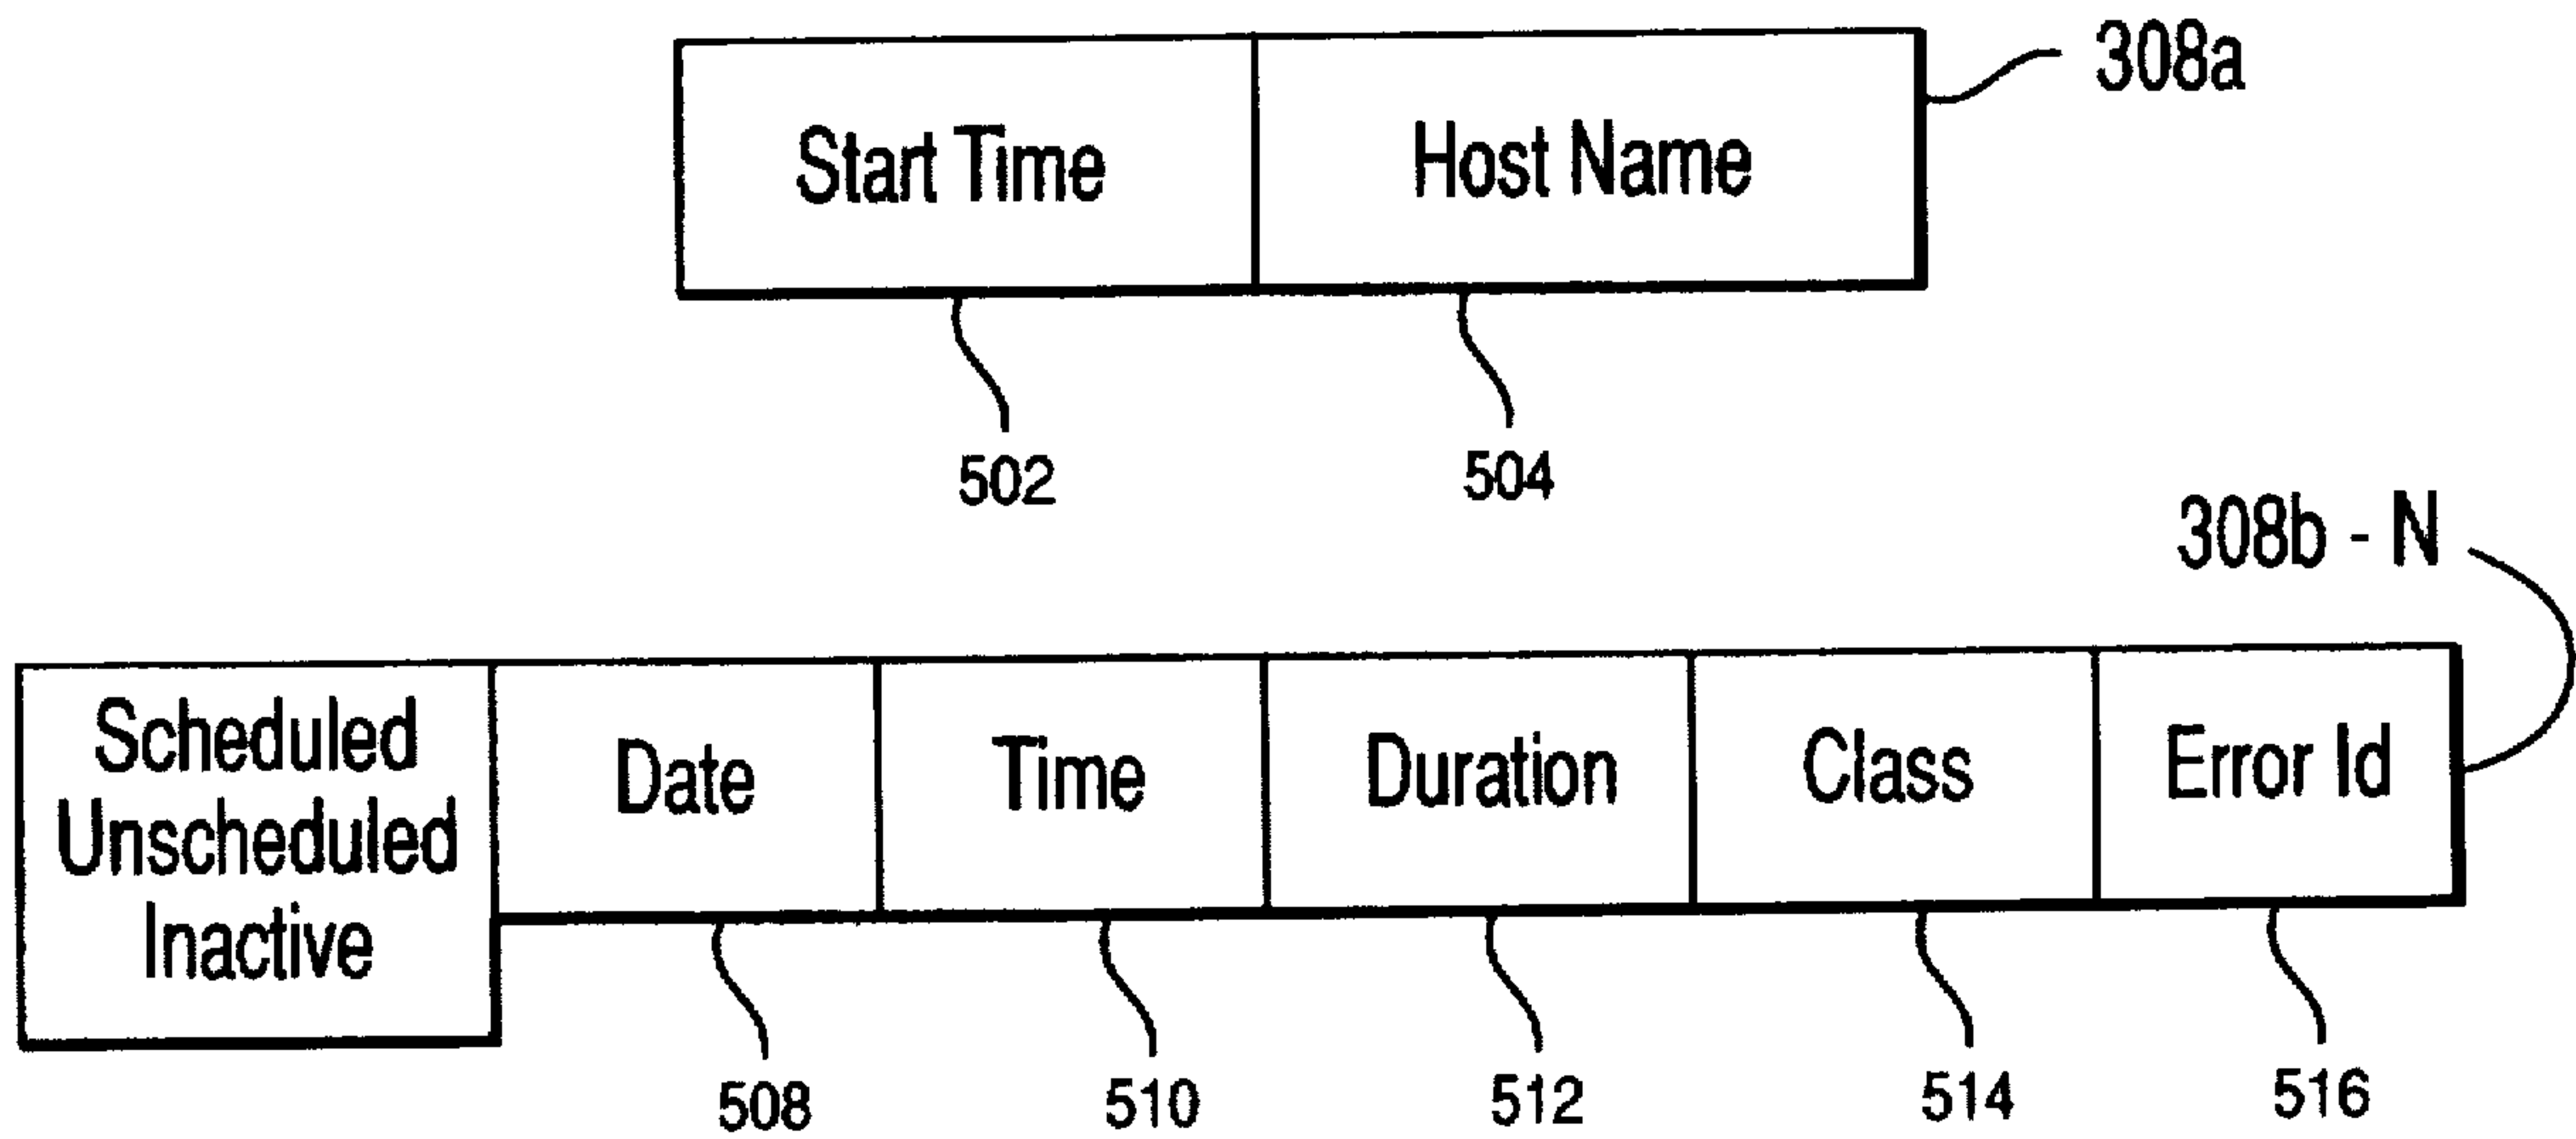 308a
Start Time Host Name
502 504
308b - N
Scheduled
Unscheduled
Inactive
Date Time Duration Class Error Id
508 510 512 514 516